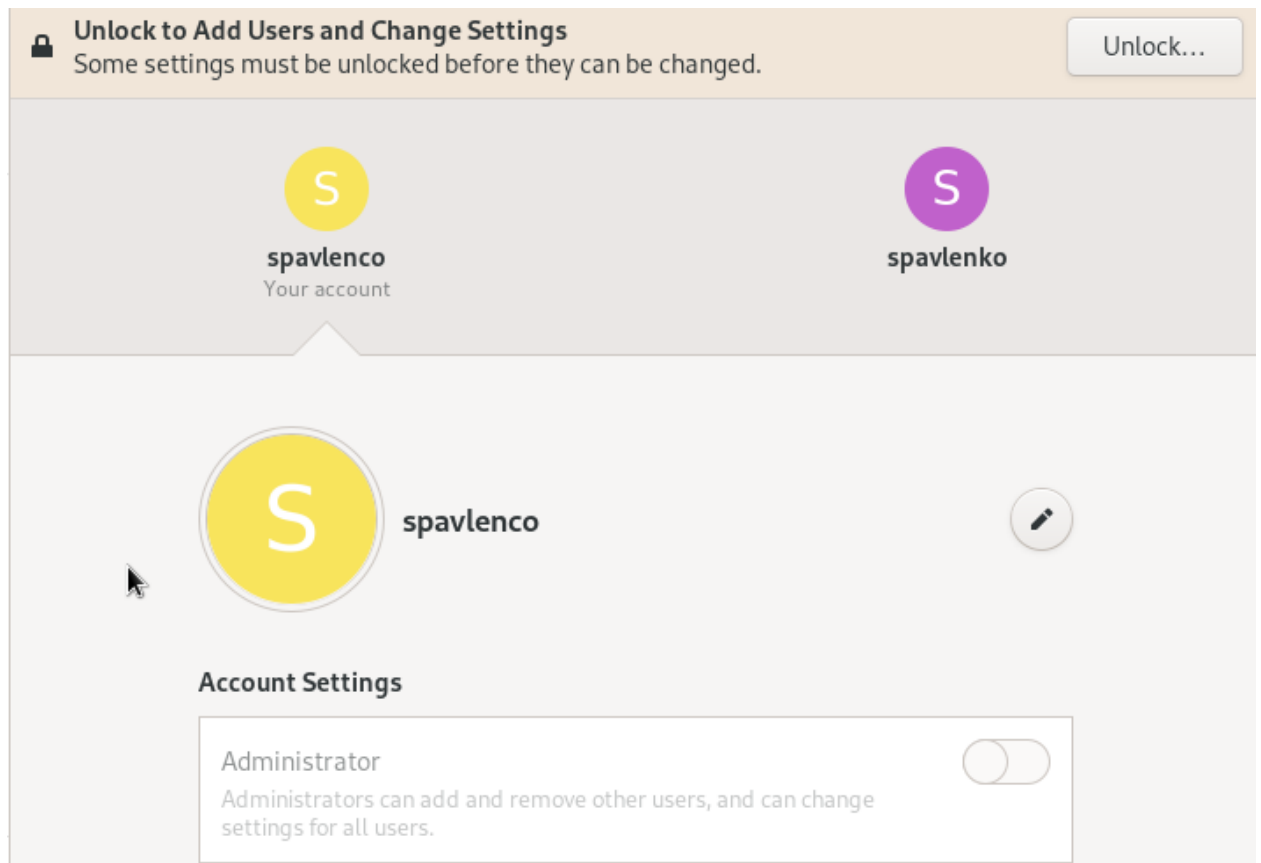 Unlock to Add Users and Change Settings
Some settings must be unlocked before they can be changed.
Unlock...
S
spavlenco
Your account
S
spavlenko
S
spavlenco
Account Settings
Administrator
Administrators can add and remove other users, and can change
settings for all users.